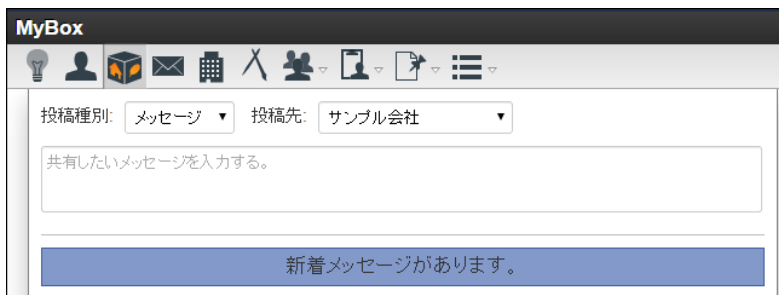 MyBox
投稿種別: メッセージ 投稿先: サンプル会社
共有したいメッセージを入力する。
新着メッセージがあります。